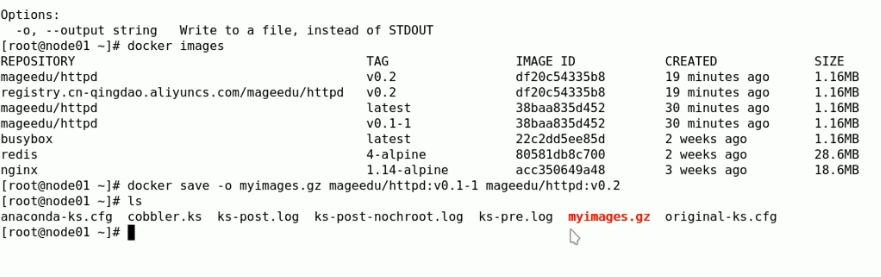 Options:
  -o, --output string   Write to a file, instead of STDOUT
[root@node01 ~]# docker images
REPOSITORY                                      TAG                 IMAGE ID            CREATED             SIZE
mageedu/httpd                                   v0.2                df20c54335b8        19 minutes ago      1.16MB
registry.cn-qingdao.aliyuncs.com/mageedu/httpd   v0.2                df20c54335b8        19 minutes ago      1.16MB
mageedu/httpd                                   latest              38baa835d452        30 minutes ago      1.16MB
mageedu/httpd                                   v0.1-1              38baa835d452        30 minutes ago      1.16MB
busybox                                         latest              22c2dd5ee85d        2 weeks ago         1.16MB
redis                                           4-alpine            80581db8c700        2 weeks ago         28.6MB
nginx                                           1.14-alpine         acc350649a48        3 weeks ago         18.6MB
[root@node01 ~]# docker save -o myimages.gz mageedu/httpd:v0.1-1 mageedu/httpd:v0.2
[root@node01 ~]# ls
anaconda-ks.cfg  cobbler.ks  ks-post.log  ks-post-nochroot.log  ks-pre.log  myimages.gz  original-ks.cfg
[root@node01 ~]#